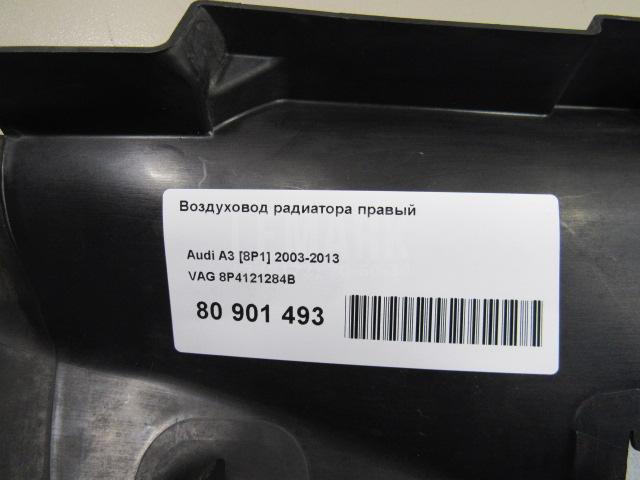 Воздуховод радиатора правый
Audi A3 [8P1] 2003-2013
VAG 8P4121284B
80 901 493